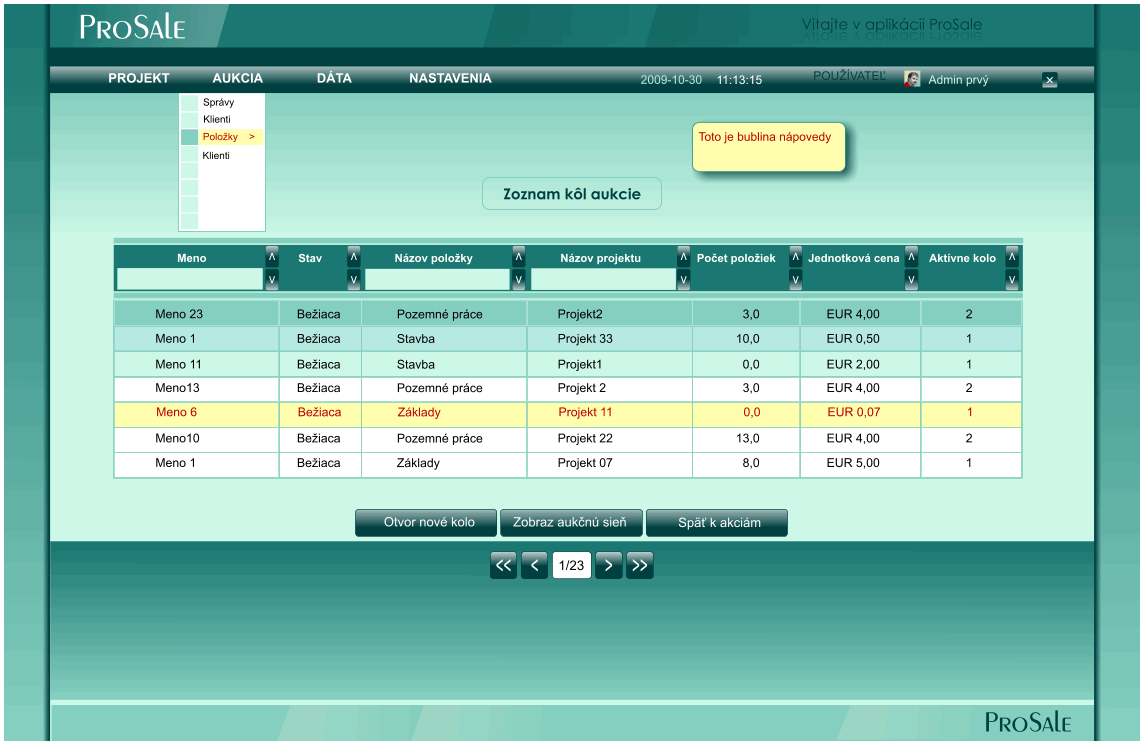 ProSale
Vitajte v aplikácii ProSale
PROJEKT AUKCIA DÁTA NASTAVENIA 2009-10-30 11:13:15 POUŽÍVATEĽ Admin prvý x
Správy
Klienti
Položky >
Klienti
Toto je bublina nápovedy
Zoznam kôl aukcie
Meno Stav Názov položky Názov projektu Počet položiek Jednotková cena Aktívne kolo
Meno 23 Bežiaca Pozemné práce Projekt2 3,0 EUR 4,00 2
Meno 1 Bežiaca Stavba Projekt 33 10,0 EUR 0,50 1
Meno 11 Bežiaca Stavba Projekt1 0,0 EUR 2,00 1
Meno13 Bežiaca Pozemné práce Projekt 2 3,0 EUR 4,00 2
Meno 6 Bežiaca Základy Projekt 11 0,0 EUR 0,07 1
Meno10 Bežiaca Pozemné práce Projekt 22 13,0 EUR 4,00 2
Meno 1 Bežiaca Základy Projekt 07 8,0 EUR 5,00 1
Otvor nové kolo Zobraz aukčnú sieň Späť k akciám
<< < 1/23 > >>
ProSale